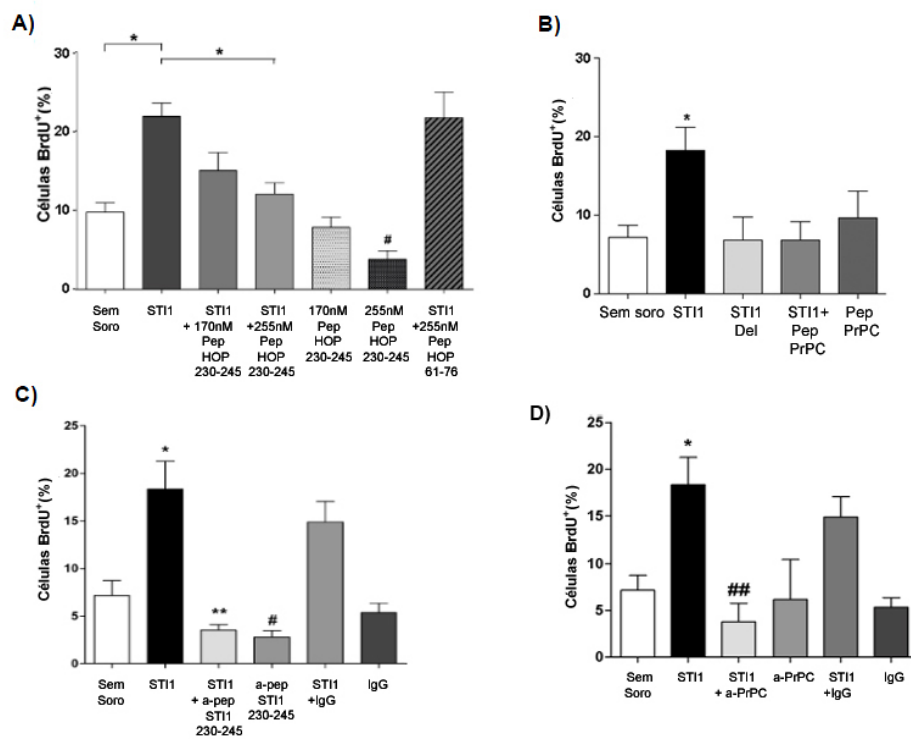 A)
*
*
30
20
10
0
Células BrdU+(%)
#
Sem
Soro
STI1
STI1
+ 170nM
Pep
HOP
230-245
STI1
+255nM
Pep
HOP
230-245
170nM
Pep
HOP
230-245
255nM
Pep
HOP
230-245
STI1
+255nM
Pep
HOP
61-76
B)
30
20
10
0
Células BrdU+(%)
*
Sem soro
STI1
STI1
Del
STI1+
Pep
PrPC
Pep
PrPC
C)
25
20
15
10
5
0
Células BrdU+(%)
*
**
#
Sem
Soro
STI1
STI1
+ a-pep
STI1
230-245
a-pep
STI1
230-245
STI1
+IgG
IgG
D)
25
20
15
10
5
0
Células BrdU+(%)
*
##
Sem
Soro
STI1
STI1
+ a-PrPC
a-PrPC
STI1
+IgG
IgG